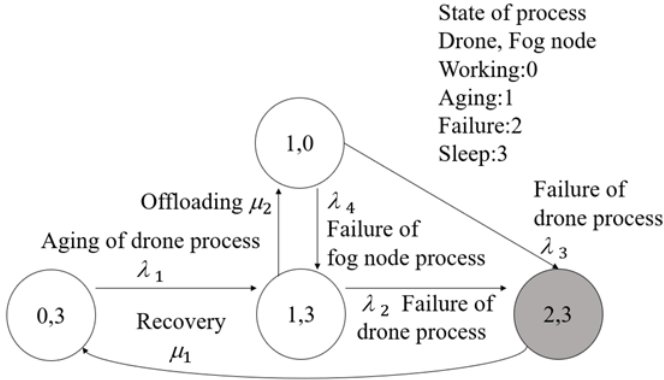 State of process
Drone, Fog node
Working:0
Aging:1
Failure:2
Sleep:3
1,0
Offloading μ2
λ 4
Failure of
fog node process
Failure of
drone process
λ 3
Aging of drone process
λ 1
0,3
Recovery
μ1
1,3
λ 2 Failure of
drone process
2,3